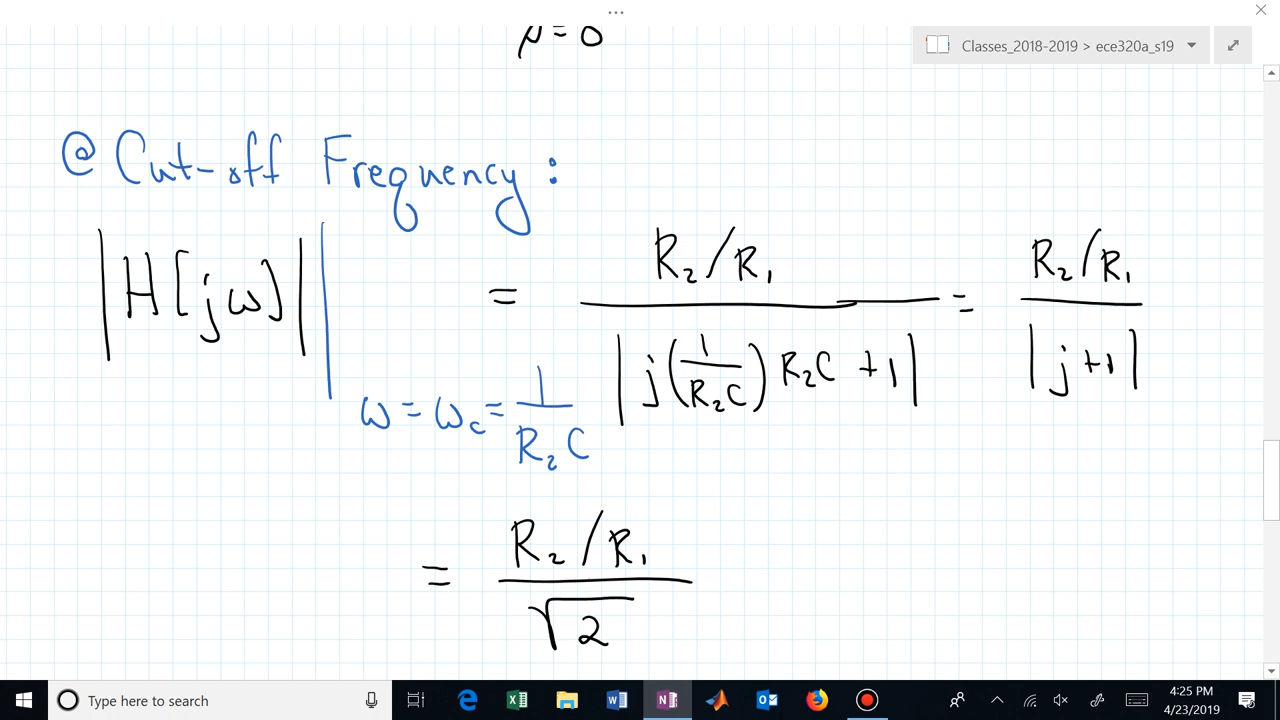 ...
μ = 0
Classes_2018-2019 > ece320a_s19
@ Cut-off Frequency:
|H[jω)| | ω = ω_c = 1/(R₂C) = (R₂/R₁) / |j(1/(R₂C)) R₂C + 1| = (R₂/R₁) / |j+1|
= (R₂/R₁) / √2
Type here to search
4:25 PM
4/23/2019